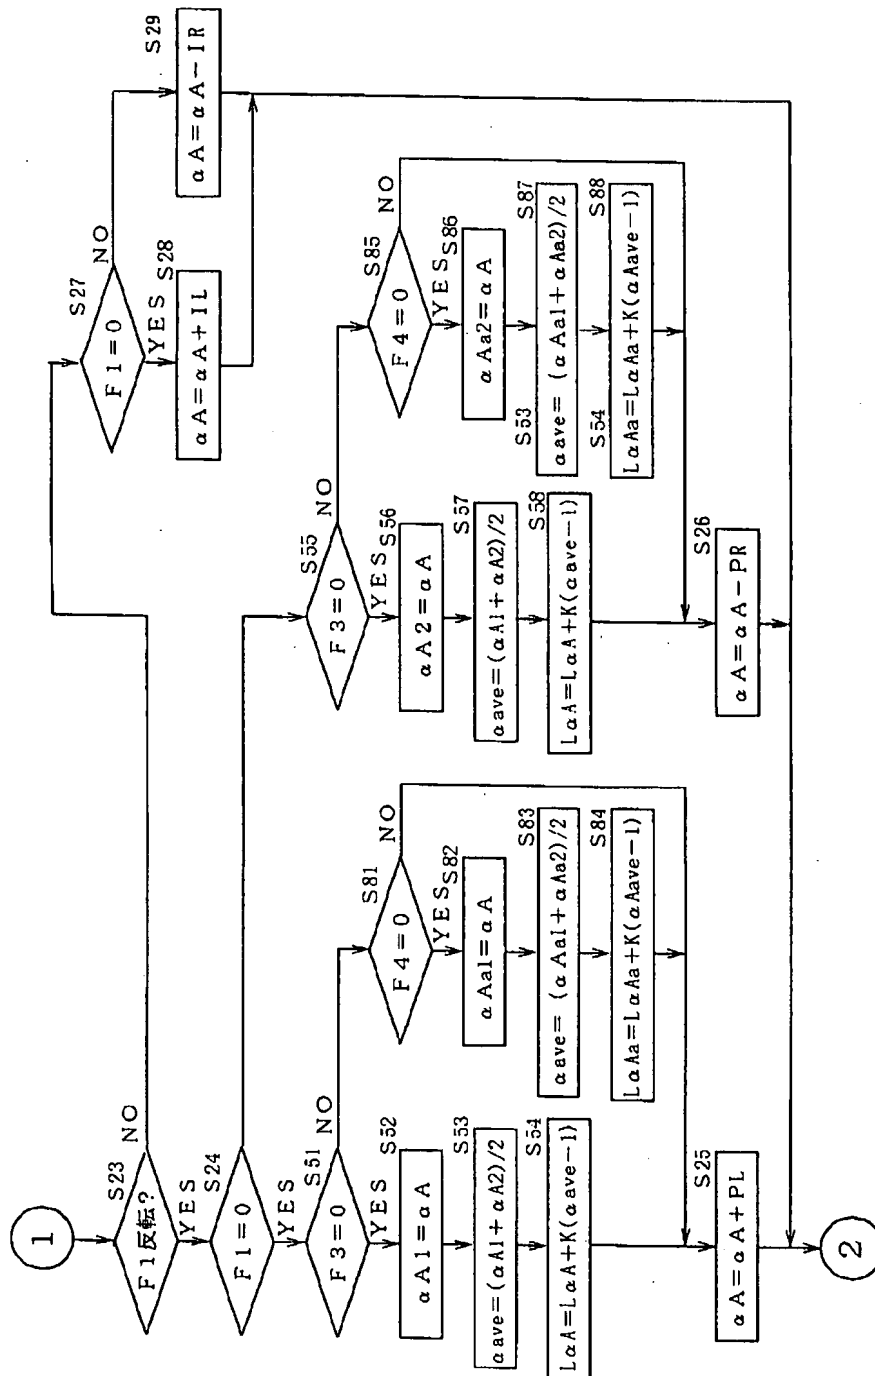 1
S23
F1反転?
NO
YES
S24
F1=0
YES
S51
F3=0
NO
YES
S52
αA1=αA
S53
αave=(αA1+αA2)/2
S54
LαA=LαA+K(αave-1)
S81
F4=0
NO
YES
S82
αAa1=αA
S83
αave=(αAa1+αAa2)/2
S84
LαAa=LαAa+K(αAave-1)
S25
αA=αA+PL
2
S55
F3=0
NO
YES
S56
αA2=αA
S57
αave=(αA1+αA2)/2
S58
LαA=LαA+K(αave-1)
S85
F4=0
NO
YES
S86
αAa2=αA
S53
S87
αave=(αAa1+αAa2)/2
S54
S88
LαAa=LαAa+K(αAave-1)
S26
αA=αA-PR
S27
F1=0
NO
YES
S28
αA=αA+IL
S29
αA=αA-IR